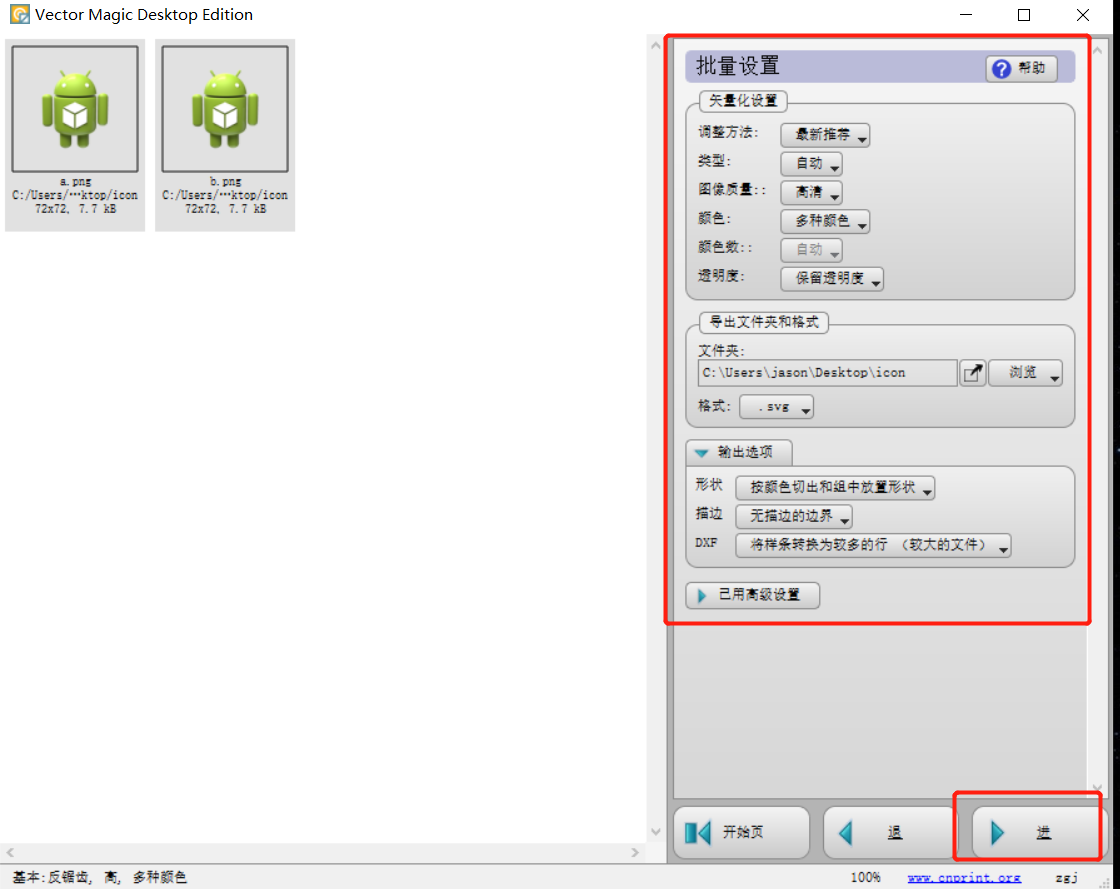 Vector Magic Desktop Edition
a.png
C:/Users/···ktop/icon
72x72, 7.7 kB
b.png
C:/Users/···ktop/icon
72x72, 7.7 kB
批量设置
帮助
矢量化设置
调整方法: 最新推荐
类型: 自动
图像质量:: 高清
颜色: 多种颜色
颜色数:: 自动
透明度: 保留透明度
导出文件夹和格式
文件夹:
C:\Users\jason\Desktop\icon 浏览
格式: .svg
输出选项
形状 按颜色切出和组中放置形状
描边 无描边的边界
DXF 将样条转换为较多的行 (较大的文件)
已用高级设置
开始页 退 进
基本:反锯齿, 高, 多种颜色 100% www.cnprint.org zgj